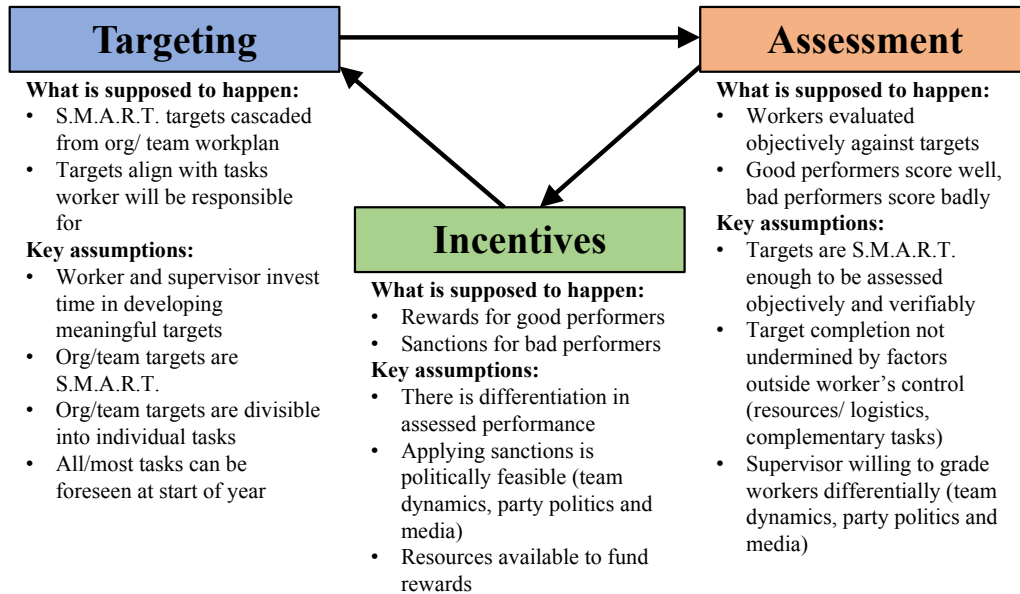 Targeting
What is supposed to happen:
• S.M.A.R.T. targets cascaded
from org/ team workplan
• Targets align with tasks
worker will be responsible
for
Key assumptions:
• Worker and supervisor invest
time in developing
meaningful targets
• Org/team targets are
S.M.A.R.T.
• Org/team targets are divisible
into individual tasks
• All/most tasks can be
foreseen at start of year
Incentives
What is supposed to happen:
• Rewards for good performers
• Sanctions for bad performers
Key assumptions:
• There is differentiation in
assessed performance
• Applying sanctions is
politically feasible (team
dynamics, party politics and
media)
• Resources available to fund
rewards
Assessment
What is supposed to happen:
• Workers evaluated
objectively against targets
• Good performers score well,
bad performers score badly
Key assumptions:
• Targets are S.M.A.R.T.
enough to be assessed
objectively and verifiably
• Target completion not
undermined by factors
outside worker’s control
(resources/ logistics,
complementary tasks)
• Supervisor willing to grade
workers differentially (team
dynamics, party politics and
media)